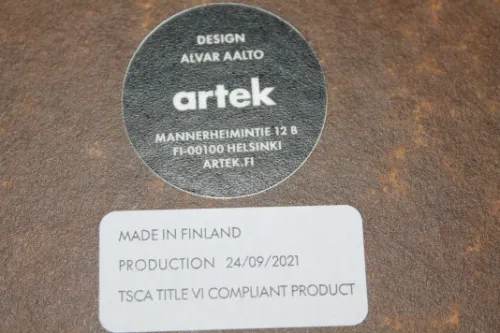 DESIGN
ALVAR AALTO
artek
MANNERHEIMINTIE 12 B
FI-00100 HELSINKI
ARTEK.FI
MADE IN FINLAND
PRODUCTION 24/09/2021
TSCA TITLE VI COMPLIANT PRODUCT